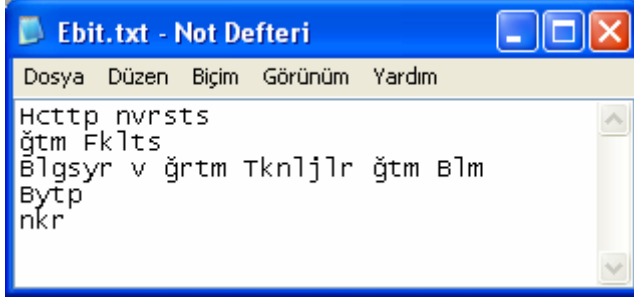 Ebit.txt - Not Defteri
Dosya Düzen Biçim Görünüm Yardım
Hcttp nvrsts
ğtm Fklts
Blgsyr v ğrtm Tknljlr ğtm Blm
Bytp
nkr